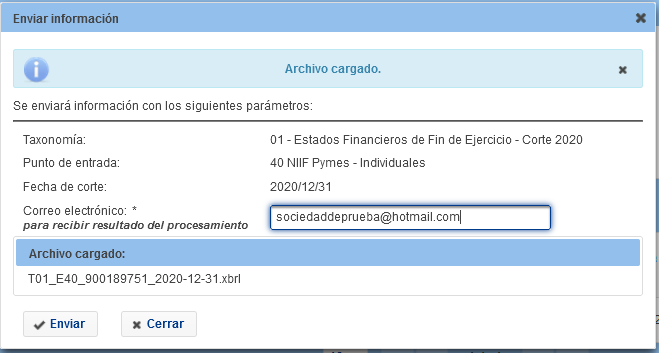 Enviar información
Archivo cargado.
Se enviará información con los siguientes parámetros:
Taxonomía: 01 - Estados Financieros de Fin de Ejercicio - Corte 2020
Punto de entrada: 40 NIIF Pymes - Individuales
Fecha de corte: 2020/12/31
Correo electrónico: * sociedaddeprueba@hotmail.com
para recibir resultado del procesamiento
Archivo cargado:
T01_E40_900189751_2020-12-31.xbrl
Enviar Cerrar